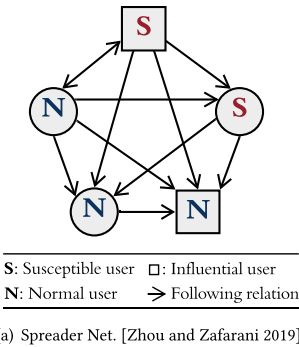 S
N
S
N
N
S: Susceptible user □: Influential user
N: Normal user → Following relation
a) Spreader Net. [Zhou and Zafarani 2019]